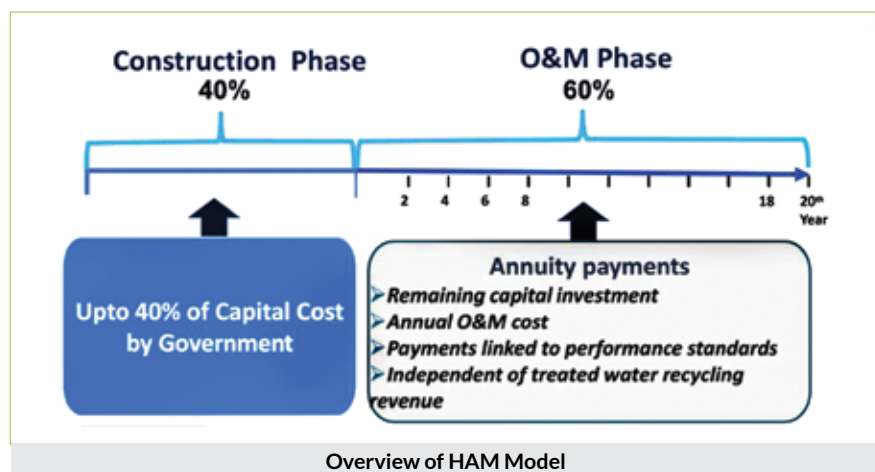 Construction Phase
40%
O&M Phase
60%
2 4 6 8 18 20th
Year
Upto 40% of Capital Cost
by Government
Annuity payments
➢Remaining capital investment
➢Annual O&M cost
➢Payments linked to performance standards
➢Independent of treated water recycling
revenue
Overview of HAM Model